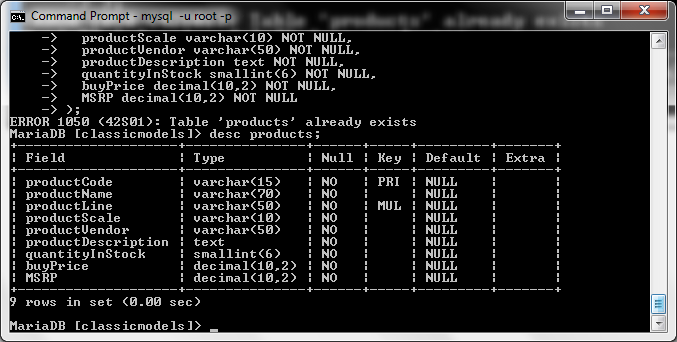 Command Prompt - mysql -u root -p
    ->   productScale varchar(10) NOT NULL,
    ->   productVendor varchar(50) NOT NULL,
    ->   productDescription text NOT NULL,
    ->   quantityInStock smallint(6) NOT NULL,
    ->   buyPrice decimal(10,2) NOT NULL,
    ->   MSRP decimal(10,2) NOT NULL
    -> );
ERROR 1050 (42S01): Table 'products' already exists
MariaDB [classicmodels]> desc products;
+--------------------+---------------+------+-----+---------+-------+
| Field              | Type          | Null | Key | Default | Extra |
+--------------------+---------------+------+-----+---------+-------+
| productCode        | varchar(15)   | NO   | PRI | NULL    |       |
| productName        | varchar(70)   | NO   |     | NULL    |       |
| productLine        | varchar(50)   | NO   | MUL | NULL    |       |
| productScale       | varchar(10)   | NO   |     | NULL    |       |
| productVendor      | varchar(50)   | NO   |     | NULL    |       |
| productDescription | text          | NO   |     | NULL    |       |
| quantityInStock    | smallint(6)   | NO   |     | NULL    |       |
| buyPrice           | decimal(10,2) | NO   |     | NULL    |       |
| MSRP               | decimal(10,2) | NO   |     | NULL    |       |
+--------------------+---------------+------+-----+---------+-------+
9 rows in set (0.00 sec)
MariaDB [classicmodels]> _